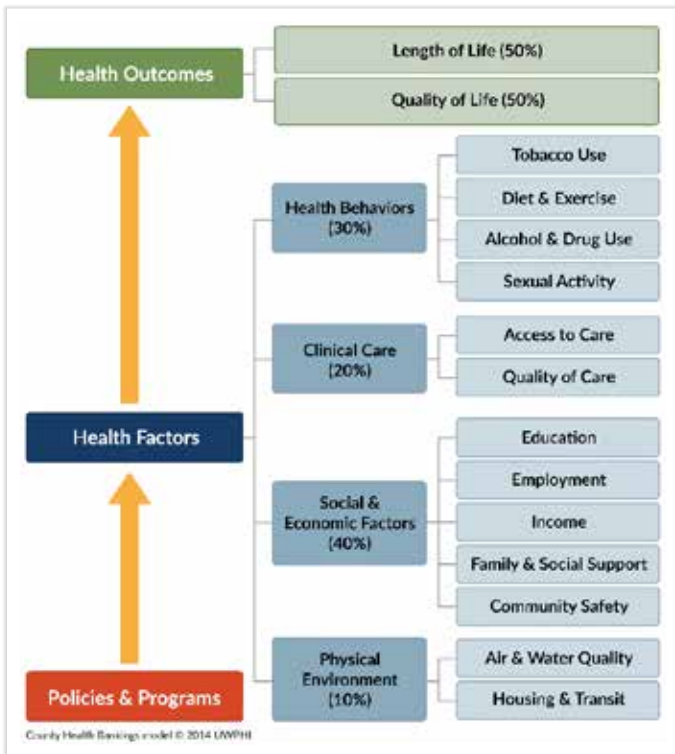 Health Outcomes
Length of Life (50%)
Quality of Life (50%)
Health Factors
Health Behaviors
(30%)
Tobacco Use
Diet & Exercise
Alcohol & Drug Use
Sexual Activity
Clinical Care
(20%)
Access to Care
Quality of Care
Social &
Economic Factors
(40%)
Education
Employment
Income
Family & Social Support
Community Safety
Physical
Environment
(10%)
Air & Water Quality
Housing & Transit
Policies & Programs
County Health Rankings model © 2014 UWPHI